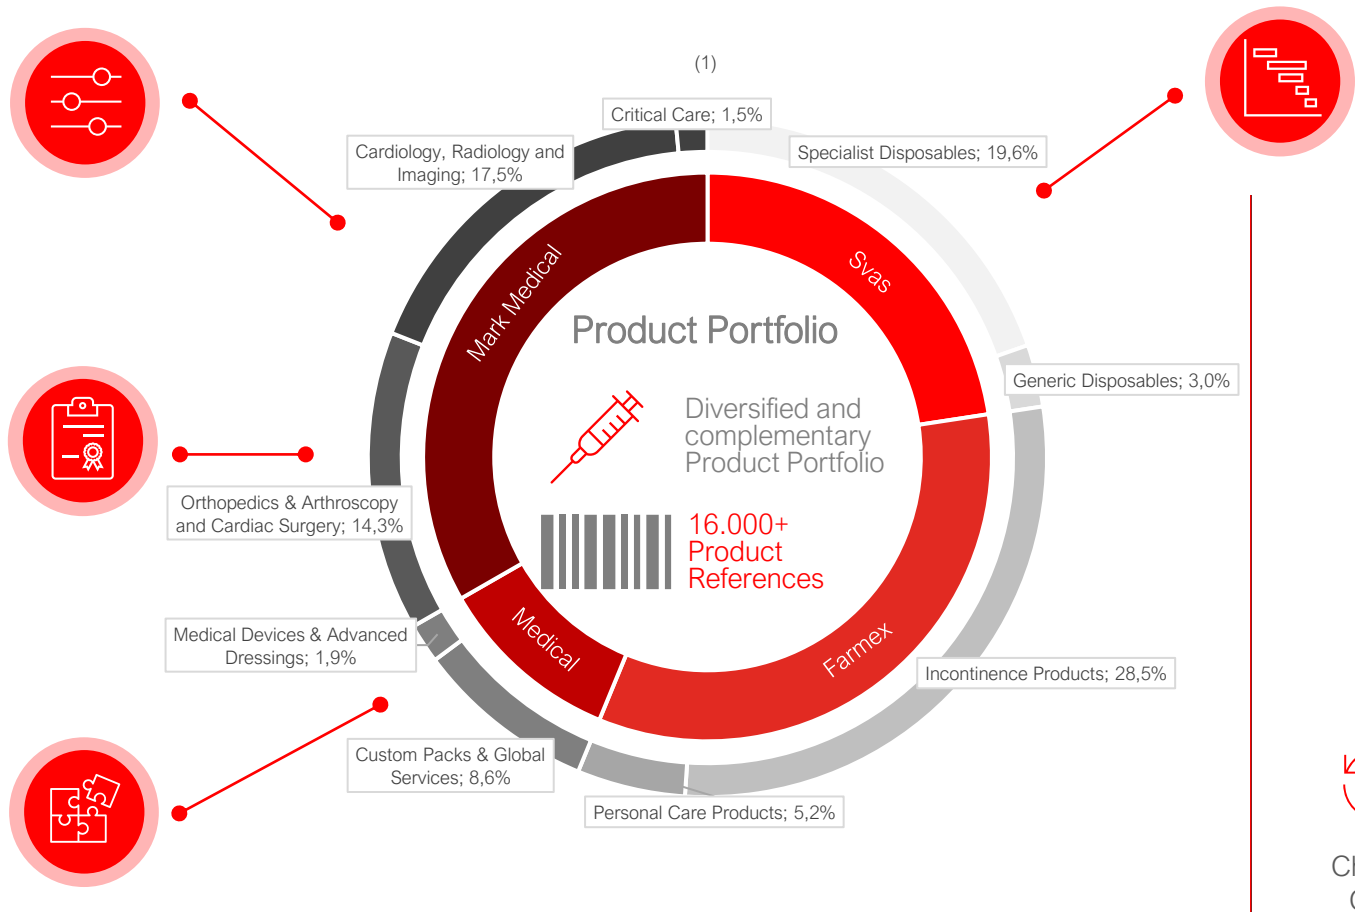 (1)
Critical Care; 1,5%
Cardiology, Radiology and
Imaging; 17,5%
Specialist Disposables; 19,6%
Svas
Mark Medical
Product Portfolio
Generic Disposables; 3,0%
Diversified and
complementary
Product Portfolio
Orthopedics & Arthroscopy
and Cardiac Surgery; 14,3%
16.000+
Product
References
Medical Devices & Advanced
Dressings; 1,9%
Medical
Farmex
Incontinence Products; 28,5%
Custom Packs & Global
Services; 8,6%
Personal Care Products; 5,2%